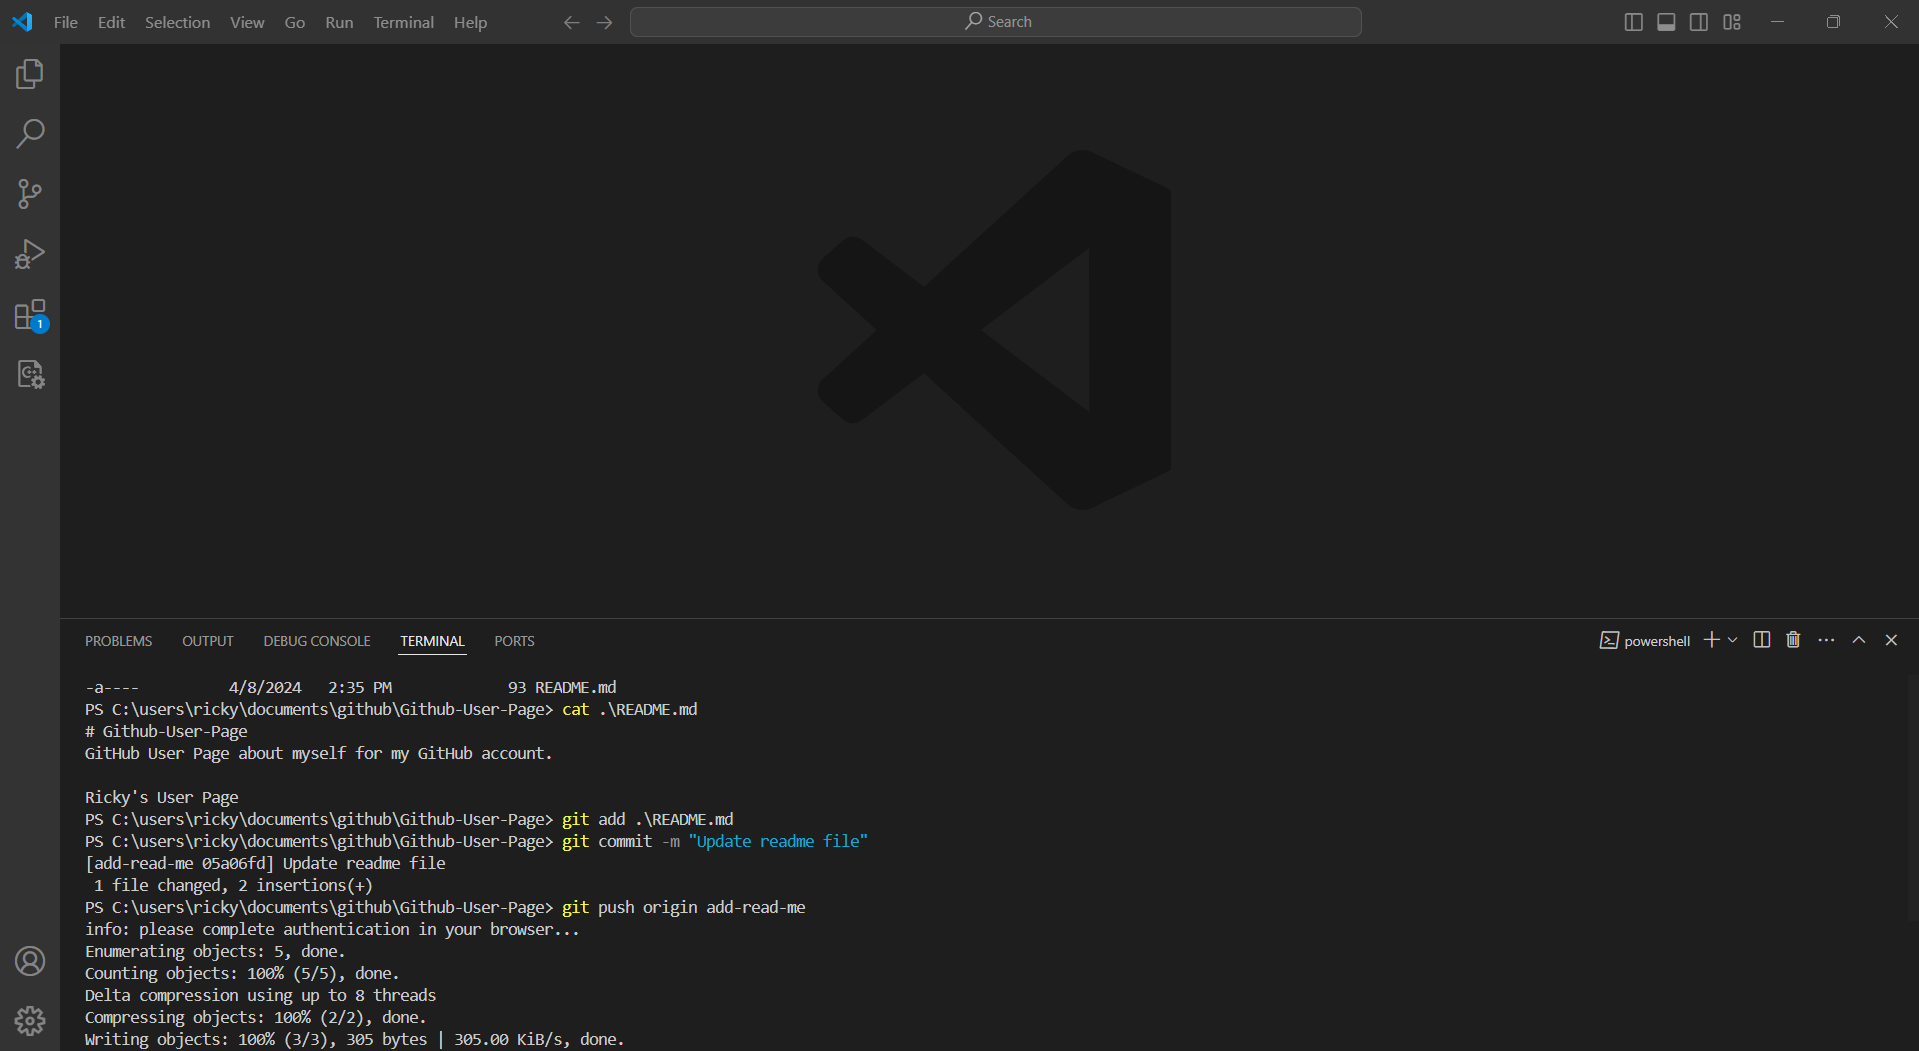 File Edit Selection View Go Run Terminal Help
Search
1
PROBLEMS OUTPUT DEBUG CONSOLE TERMINAL PORTS
powershell
-a---- 4/8/2024 2:35 PM 93 README.md
PS C:\users\ricky\documents\github\Github-User-Page> cat .\README.md
# Github-User-Page
GitHub User Page about myself for my GitHub account.
Ricky's User Page
PS C:\users\ricky\documents\github\Github-User-Page> git add .\README.md
PS C:\users\ricky\documents\github\Github-User-Page> git commit -m "Update readme file"
[add-read-me 05a06fd] Update readme file
1 file changed, 2 insertions(+)
PS C:\users\ricky\documents\github\Github-User-Page> git push origin add-read-me
info: please complete authentication in your browser...
Enumerating objects: 5, done.
Counting objects: 100% (5/5), done.
Delta compression using up to 8 threads
Compressing objects: 100% (2/2), done.
Writing objects: 100% (3/3), 305 bytes | 305.00 KiB/s, done.